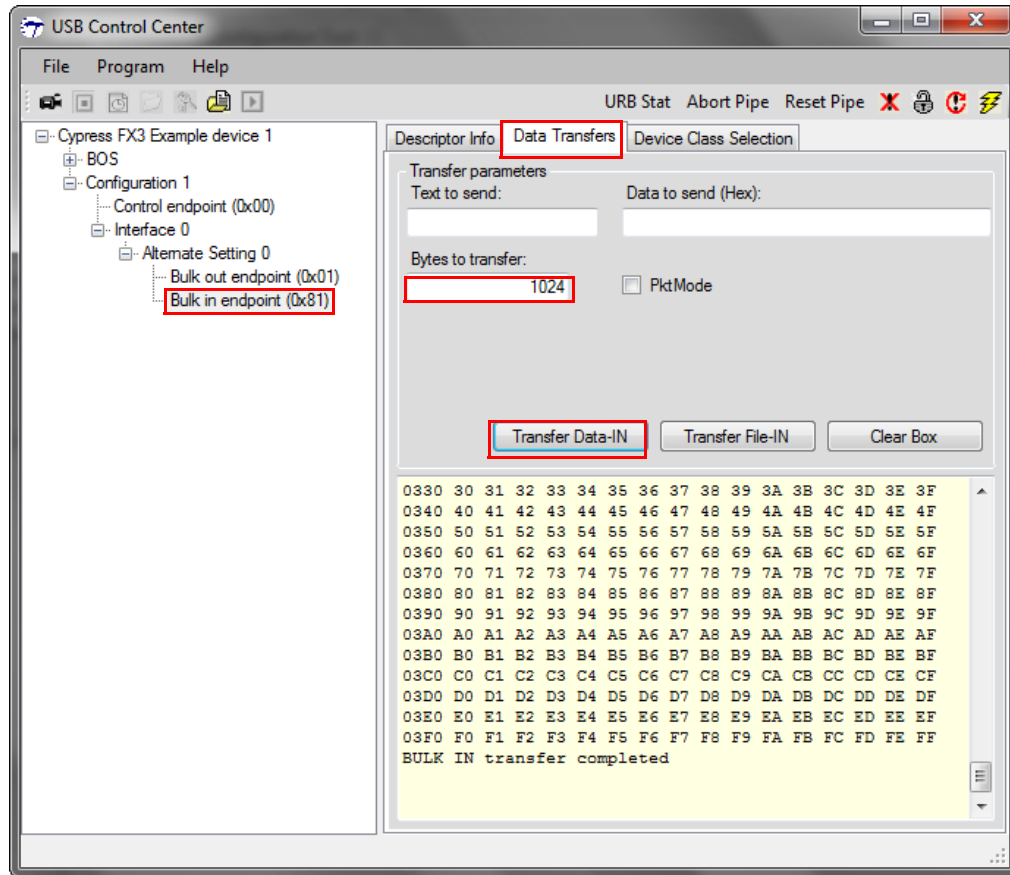 USB Control Center
File Program Help
URB Stat Abort Pipe Reset Pipe
Cypress FX3 Example device 1
BOS
Configuration 1
Control endpoint (0x00)
Interface 0
Alternate Setting 0
Bulk out endpoint (0x01)
Bulk in endpoint (0x81)
Descriptor Info Data Transfers Device Class Selection
Transfer parameters
Text to send: Data to send (Hex):
Bytes to transfer:
1024 PktMode
Transfer Data-IN Transfer File-IN Clear Box
0330 30 31 32 33 34 35 36 37 38 39 3A 3B 3C 3D 3E 3F
0340 40 41 42 43 44 45 46 47 48 49 4A 4B 4C 4D 4E 4F
0350 50 51 52 53 54 55 56 57 58 59 5A 5B 5C 5D 5E 5F
0360 60 61 62 63 64 65 66 67 68 69 6A 6B 6C 6D 6E 6F
0370 70 71 72 73 74 75 76 77 78 79 7A 7B 7C 7D 7E 7F
0380 80 81 82 83 84 85 86 87 88 89 8A 8B 8C 8D 8E 8F
0390 90 91 92 93 94 95 96 97 98 99 9A 9B 9C 9D 9E 9F
03A0 A0 A1 A2 A3 A4 A5 A6 A7 A8 A9 AA AB AC AD AE AF
03B0 B0 B1 B2 B3 B4 B5 B6 B7 B8 B9 BA BB BC BD BE BF
03C0 C0 C1 C2 C3 C4 C5 C6 C7 C8 C9 CA CB CC CD CE CF
03D0 D0 D1 D2 D3 D4 D5 D6 D7 D8 D9 DA DB DC DD DE DF
03E0 E0 E1 E2 E3 E4 E5 E6 E7 E8 E9 EA EB EC ED EE EF
03F0 F0 F1 F2 F3 F4 F5 F6 F7 F8 F9 FA FB FC FD FE FF
BULK IN transfer completed